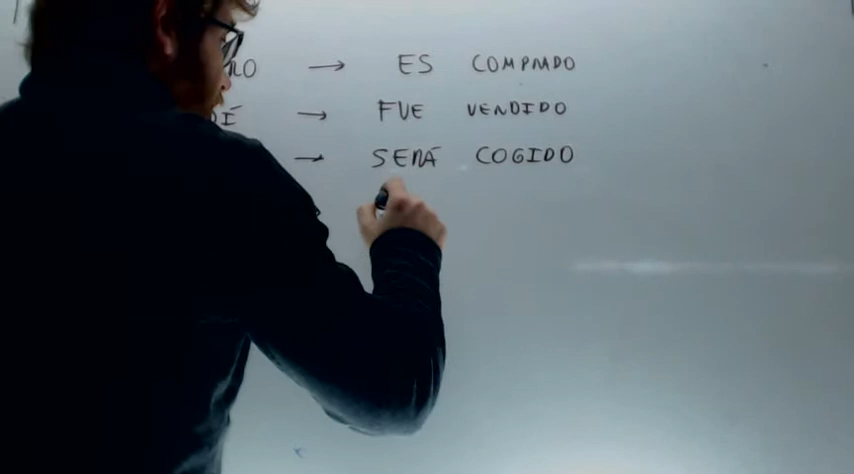 → ES COMPRADO
→ FUE VENDIDO
→ SERÁ COGIDO